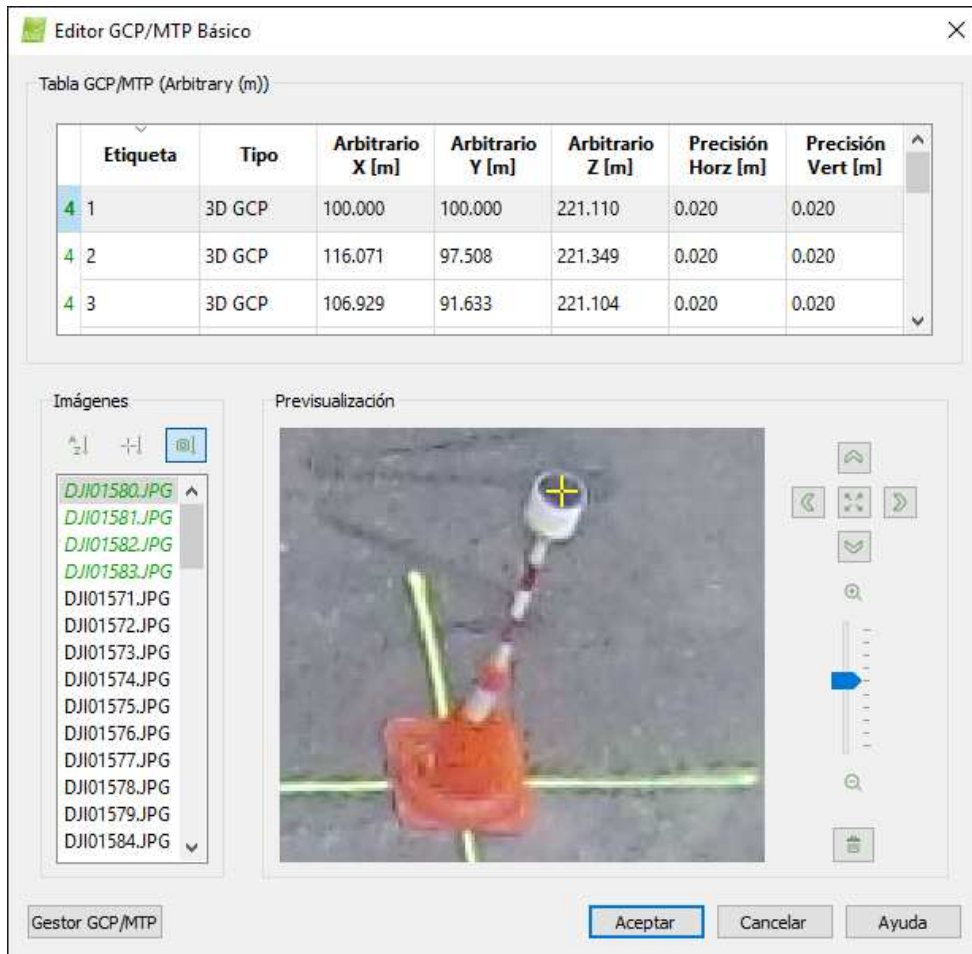 Editor GCP/MTP Básico
Tabla GCP/MTP (Arbitrary (m))
Etiqueta Tipo Arbitrario X [m] Arbitrario Y [m] Arbitrario Z [m] Precisión Horz [m] Precisión Vert [m]
4 1 3D GCP 100.000 100.000 221.110 0.020 0.020
4 2 3D GCP 116.071 97.508 221.349 0.020 0.020
4 3 3D GCP 106.929 91.633 221.104 0.020 0.020
Imágenes
Previsualización
DJI01580.JPG
DJI01581.JPG
DJI01582.JPG
DJI01583.JPG
DJI01571.JPG
DJI01572.JPG
DJI01573.JPG
DJI01574.JPG
DJI01575.JPG
DJI01576.JPG
DJI01577.JPG
DJI01578.JPG
DJI01579.JPG
DJI01584.JPG
Gestor GCP/MTP Aceptar Cancelar Ayuda